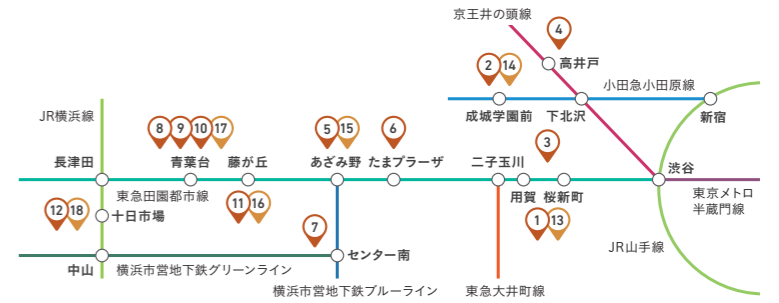 京王井の頭線
4
高井戸
2 14
小田急小田原線
成城学園前
下北沢
新宿
JR横浜線
8 9 10 17
5 15
6
3
長津田
青葉台
藤が丘
あざみ野
たまプラーザ
二子玉川
渋谷
東急田園都市線
用賀
桜新町
東京メトロ
半蔵門線
12 18
十日市場
11 16
7
1 13
センター南
JR山手線
中山
横浜市営地下鉄グリーンライン
横浜市営地下鉄ブルーライン
東急大井町線